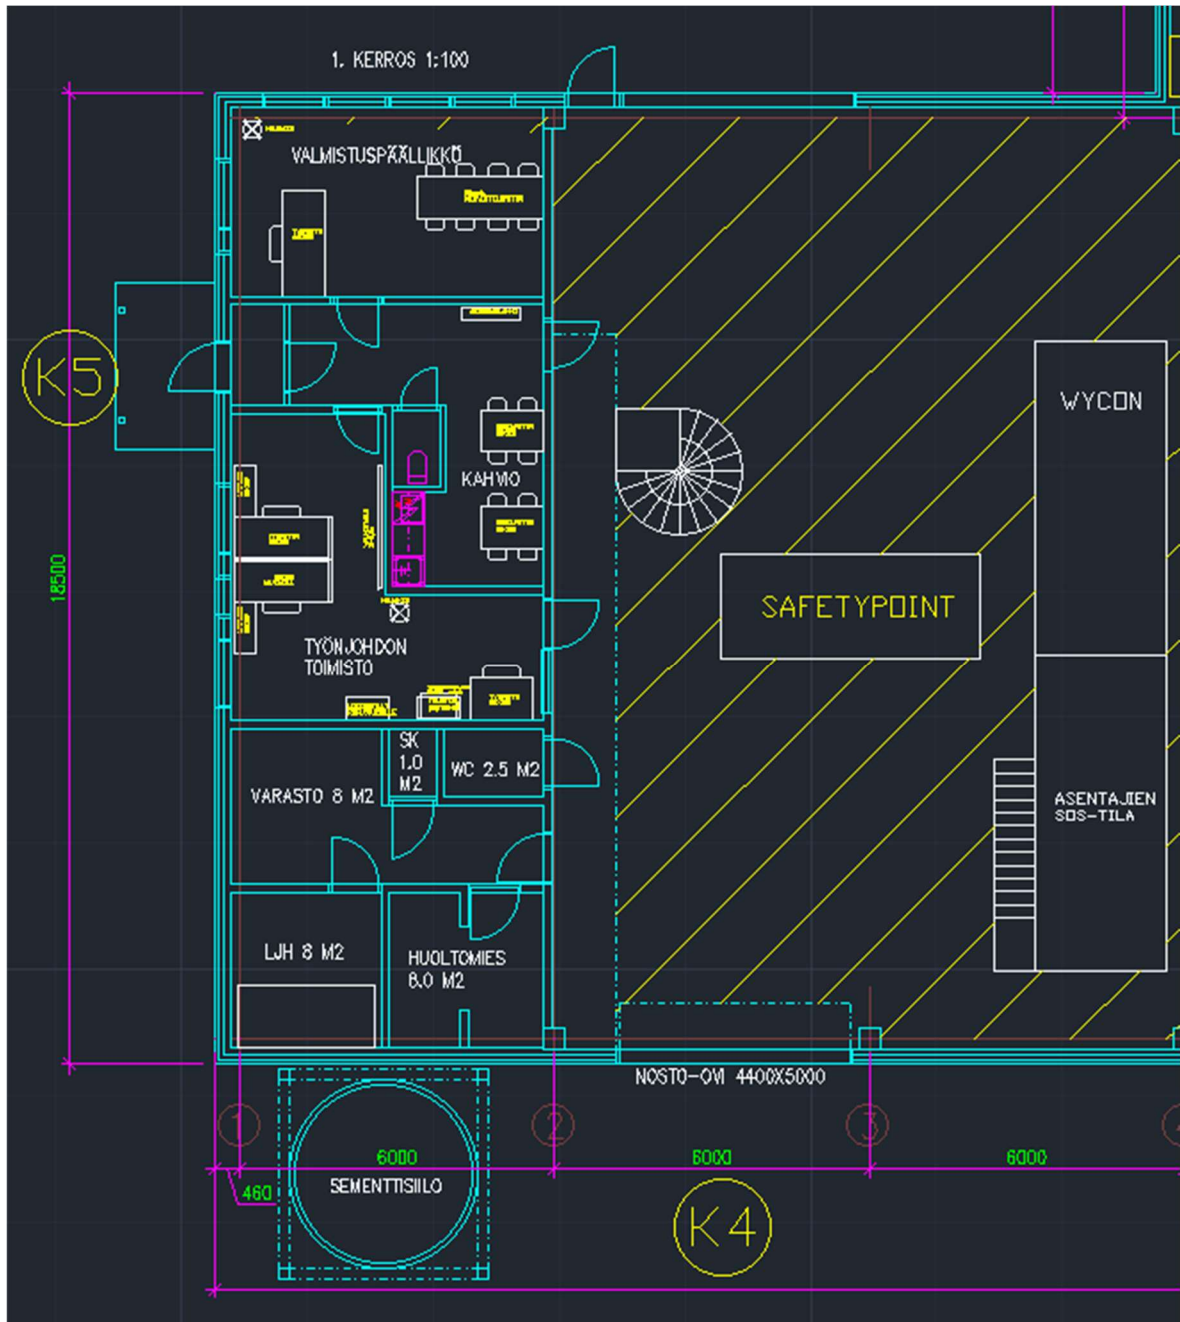 1. KERROS 1:100
VALMISTUSPÄÄLLIKKÖ
K5
WYCON
KAHVIO
18500
SAFETYPOINT
TYÖNJOHDON
TOIMISTO
SK
1.0
M2
WC 2.5 M2
VARASTO 8 M2
ASENTAJIEN
SOS-TILA
LJH 8 M2
HUOLTOMIES
8.0 M2
NOSTO-OVI 4400X5000
1
2
3
6000
6000
6000
460
SEMENTTISIILO
K4